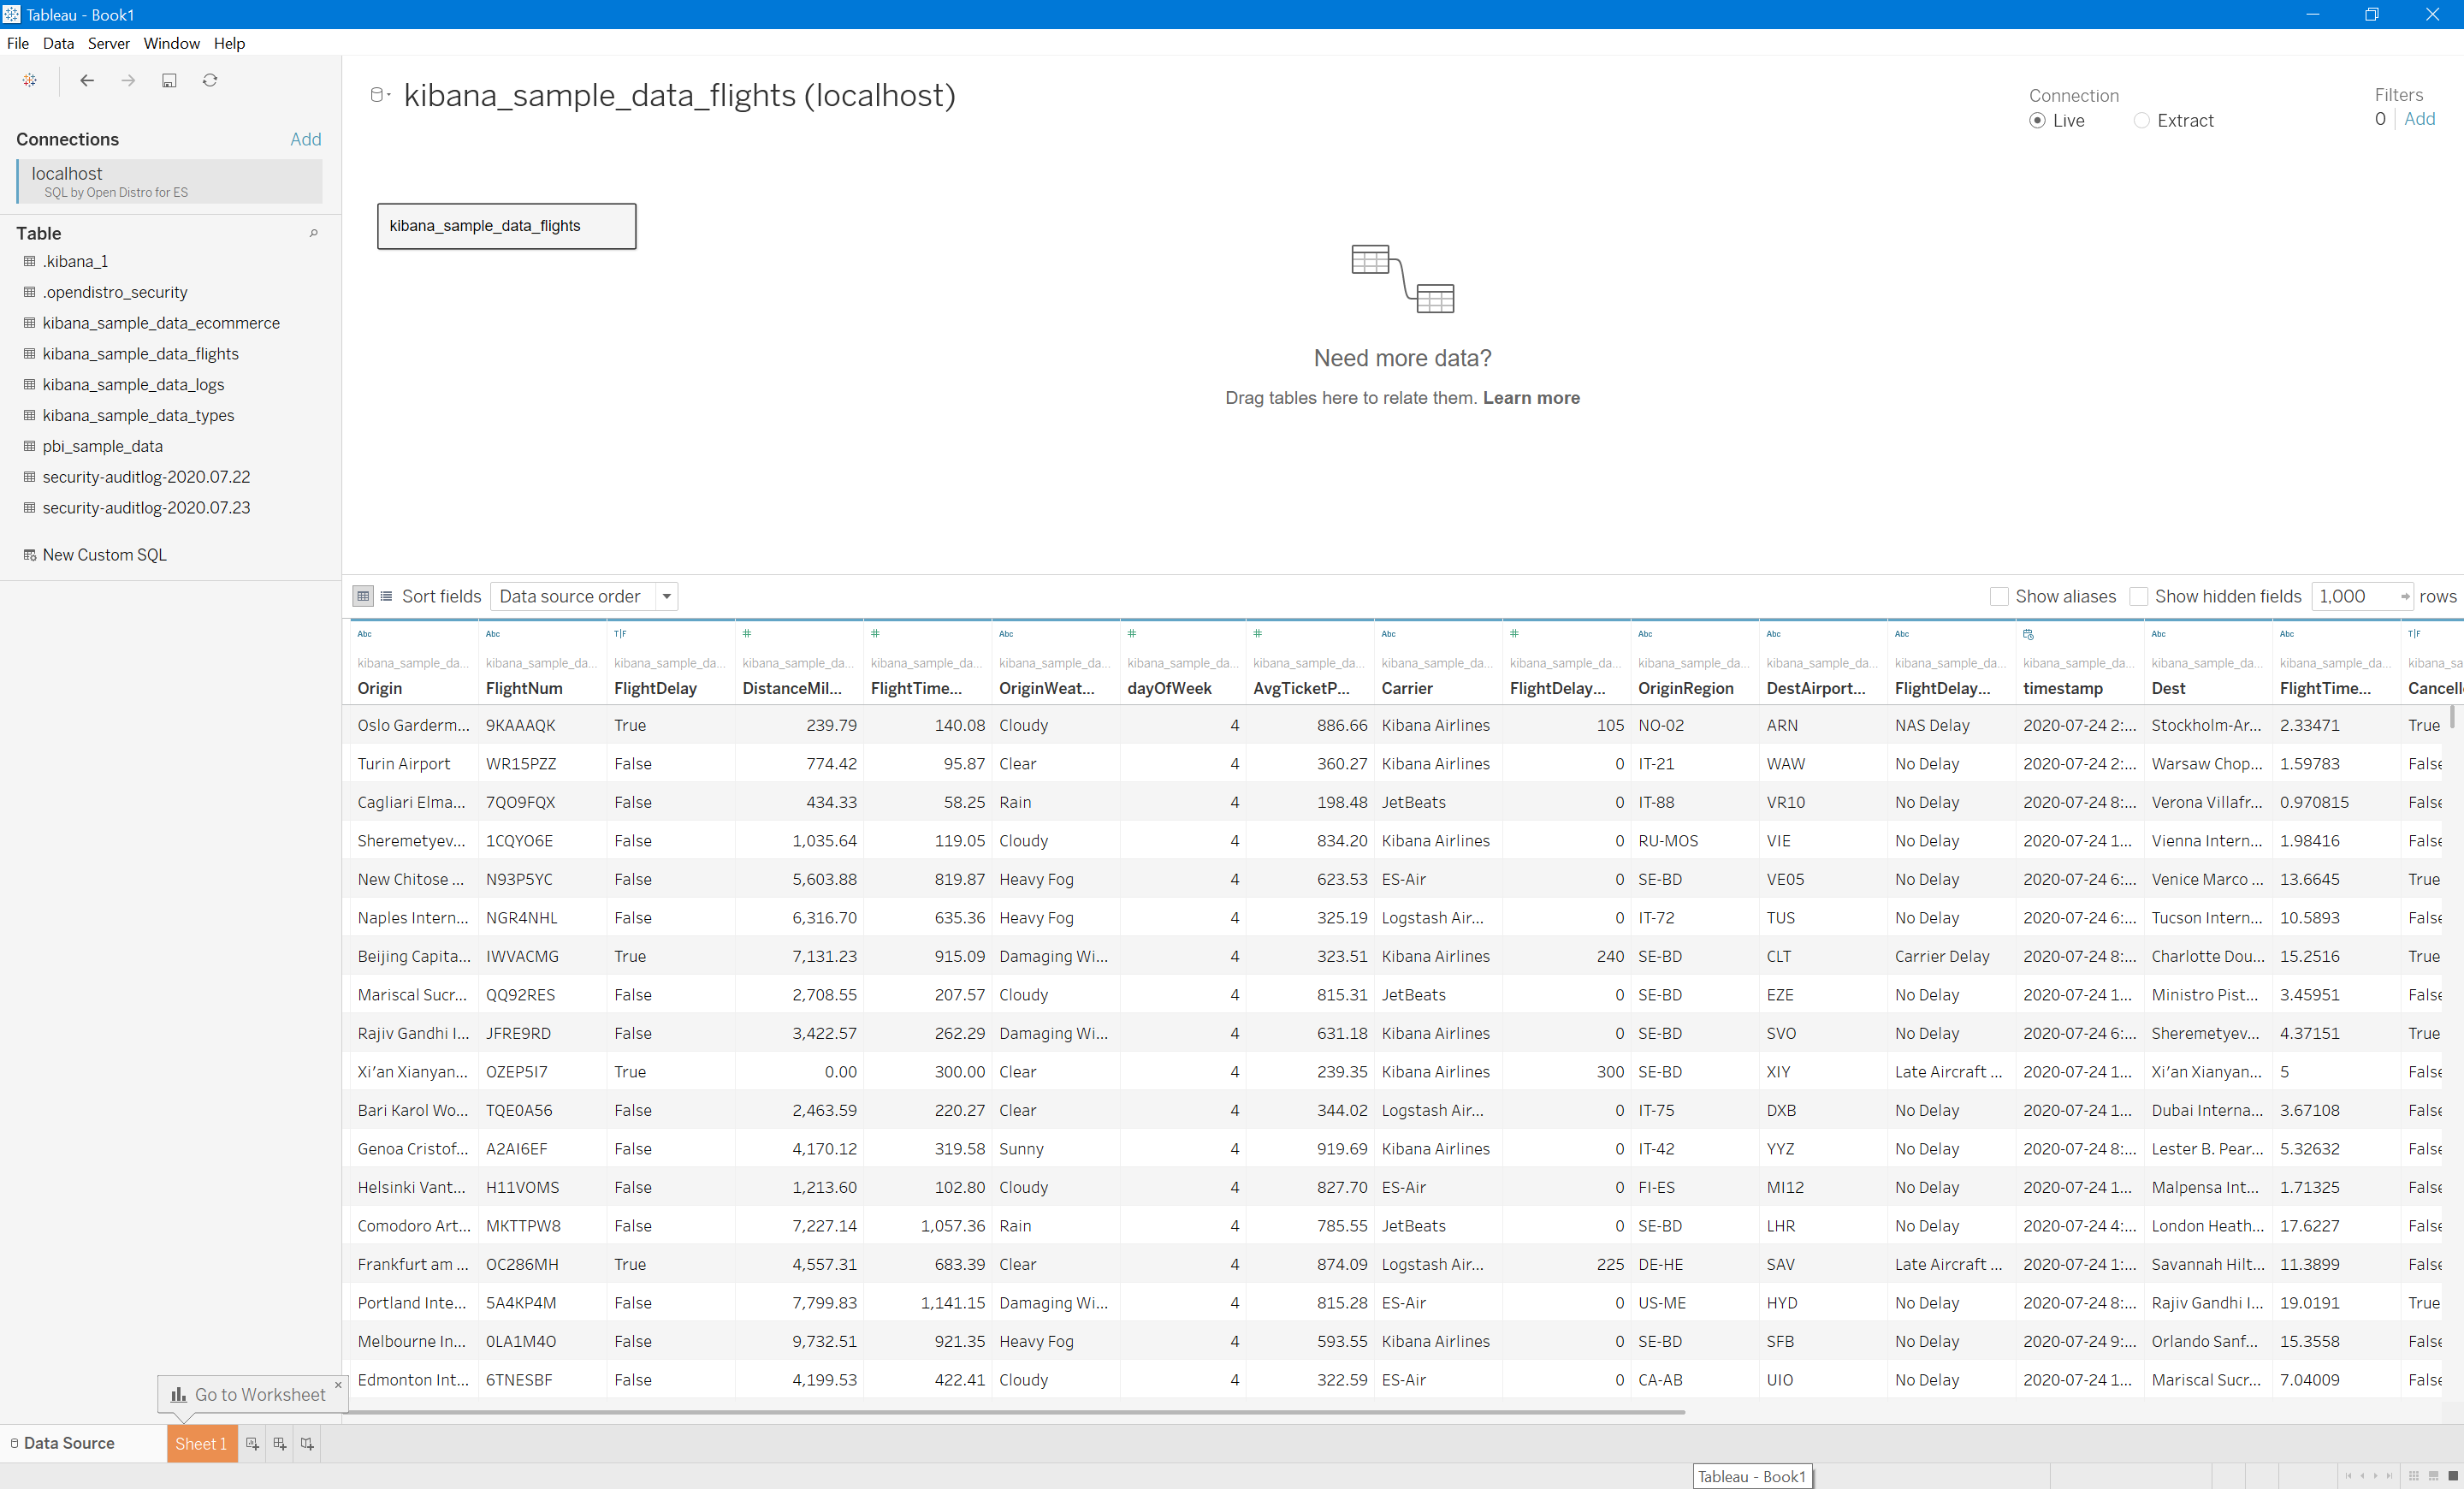 Tableau - Book1
File Data Server Window Help
kibana_sample_data_flights (localhost)
Connection
Live Extract
Filters
0 Add
Connections Add
localhost
SQL by Open Distro for ES
Table
.kibana_1
.opendistro_security
kibana_sample_data_ecommerce
kibana_sample_data_flights
kibana_sample_data_logs
kibana_sample_data_types
pbi_sample_data
security-auditlog-2020.07.22
security-auditlog-2020.07.23
New Custom SQL
kibana_sample_data_flights
Need more data?
Drag tables here to relate them. Learn more
Sort fields Data source order Show aliases Show hidden fields 1,000 rows
Abc Abc T|F # # Abc # # Abc # Abc Abc Abc Abc Abc T|F
kibana_sample_da... kibana_sample_da... kibana_sample_da... kibana_sample_da... kibana_sample_da... kibana_sample_da... kibana_sample_da... kibana_sample_da... kibana_sample_da... kibana_sample_da... kibana_sample_da... kibana_sample_da... kibana_sample_da... kibana_sample_da... kibana_sample_da... kibana_sample_da... kibana_sa
Origin FlightNum FlightDelay DistanceMil... FlightTime... OriginWeat... dayOfWeek AvgTicketP... Carrier FlightDelay... OriginRegion DestAirport... FlightDelay... timestamp Dest FlightTime... Cancell
Oslo Garderm... 9KAAAQK True 239.79 140.08 Cloudy 4 886.66 Kibana Airlines 105 NO-02 ARN NAS Delay 2020-07-24 2:... Stockholm-Ar... 2.33471 True
Turin Airport WR15PZZ False 774.42 95.87 Clear 4 360.27 Kibana Airlines 0 IT-21 WAW No Delay 2020-07-24 2:... Warsaw Chop... 1.59783 False
Cagliari Elma... 7QO9FQX False 434.33 58.25 Rain 4 198.48 JetBeats 0 IT-88 VR10 No Delay 2020-07-24 8:... Verona Villafr... 0.970815 False
Sheremetyev... 1CQYO6E False 1,035.64 119.05 Cloudy 4 834.20 Kibana Airlines 0 RU-MOS VIE No Delay 2020-07-24 1... Vienna Intern... 1.98416 False
New Chitose ... N93P5YC False 5,603.88 819.87 Heavy Fog 4 623.53 ES-Air 0 SE-BD VE05 No Delay 2020-07-24 6:... Venice Marco ... 13.6645 True
Naples Intern... NGR4NHL False 6,316.70 635.36 Heavy Fog 4 325.19 Logstash Air... 0 IT-72 TUS No Delay 2020-07-24 6:... Tucson Intern... 10.5893 False
Beijing Capita... IWVACMG True 7,131.23 915.09 Damaging Wi... 4 323.51 Kibana Airlines 240 SE-BD CLT Carrier Delay 2020-07-24 8:... Charlotte Dou... 15.2516 True
Mariscal Sucr... QQ92RES False 2,708.55 207.57 Cloudy 4 815.31 JetBeats 0 SE-BD EZE No Delay 2020-07-24 1... Ministro Pist... 3.45951 False
Rajiv Gandhi I... JFRE9RD False 3,422.57 262.29 Damaging Wi... 4 631.18 Kibana Airlines 0 SE-BD SVO No Delay 2020-07-24 6:... Sheremetyev... 4.37151 True
Xi'an Xianyan... OZEP5I7 True 0.00 300.00 Clear 4 239.35 Kibana Airlines 300 SE-BD XIY Late Aircraft ... 2020-07-24 1... Xi'an Xianyan... 5 False
Bari Karol Wo... TQE0A56 False 2,463.59 220.27 Clear 4 344.02 Logstash Air... 0 IT-75 DXB No Delay 2020-07-24 1... Dubai Interna... 3.67108 False
Genoa Cristof... A2AI6EF False 4,170.12 319.58 Sunny 4 919.69 Kibana Airlines 0 IT-42 YYZ No Delay 2020-07-24 8:... Lester B. Pear... 5.32632 False
Helsinki Vant... H11VOMS False 1,213.60 102.80 Cloudy 4 827.70 ES-Air 0 FI-ES MI12 No Delay 2020-07-24 1... Malpensa Int... 1.71325 False
Comodoro Art... MKTTPW8 False 7,227.14 1,057.36 Rain 4 785.55 JetBeats 0 SE-BD LHR No Delay 2020-07-24 4:... London Heath... 17.6227 False
Frankfurt am ... OC286MH True 4,557.31 683.39 Clear 4 874.09 Logstash Air... 225 DE-HE SAV Late Aircraft ... 2020-07-24 1:... Savannah Hilt... 11.3899 False
Portland Inte... 5A4KP4M False 7,799.83 1,141.15 Damaging Wi... 4 815.28 ES-Air 0 US-ME HYD No Delay 2020-07-24 8:... Rajiv Gandhi I... 19.0191 True
Melbourne In... 0LA1M4O False 9,732.51 921.35 Heavy Fog 4 593.55 Kibana Airlines 0 SE-BD SFB No Delay 2020-07-24 9:... Orlando Sanf... 15.3558 False
Edmonton Int... 6TNESBF False 4,199.53 422.41 Cloudy 4 322.59 ES-Air 0 CA-AB UIO No Delay 2020-07-24 1... Mariscal Sucr... 7.04009 False
Go to Worksheet
Data Source Sheet 1
Tableau - Book1